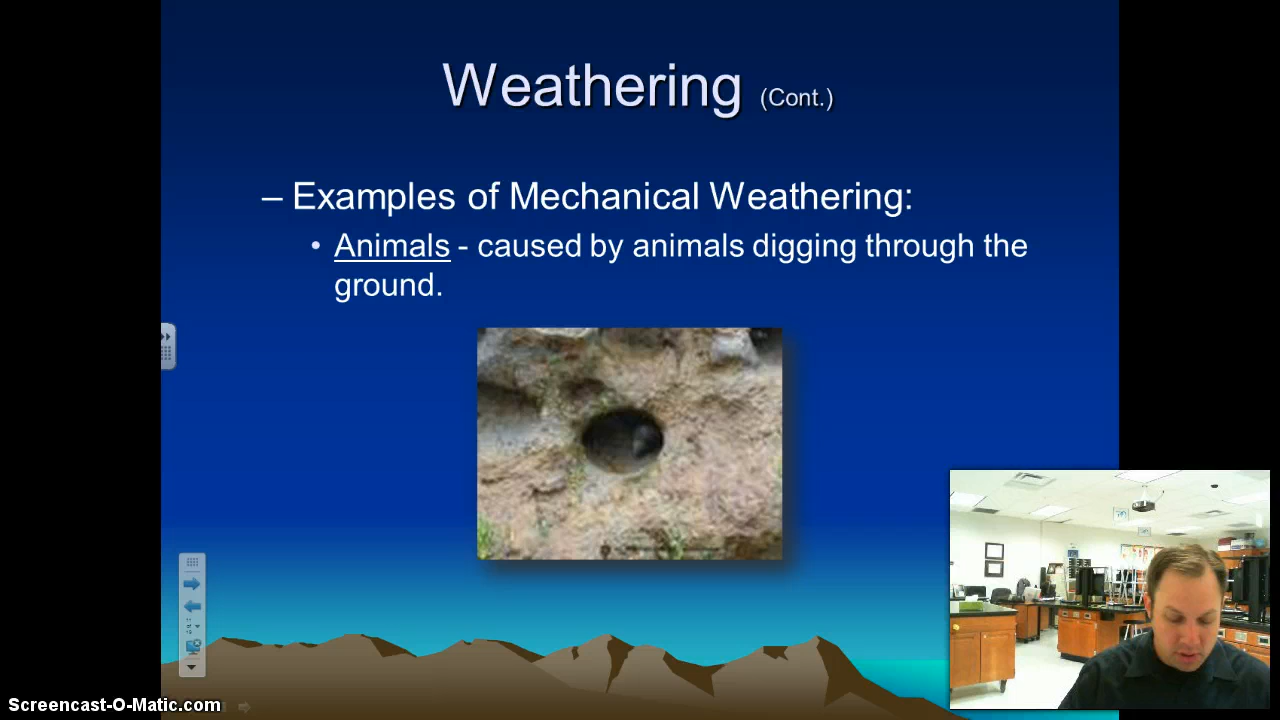 Weathering (Cont.)
– Examples of Mechanical Weathering:
• Animals - caused by animals digging through the
ground.
Screencast-O-Matic.com